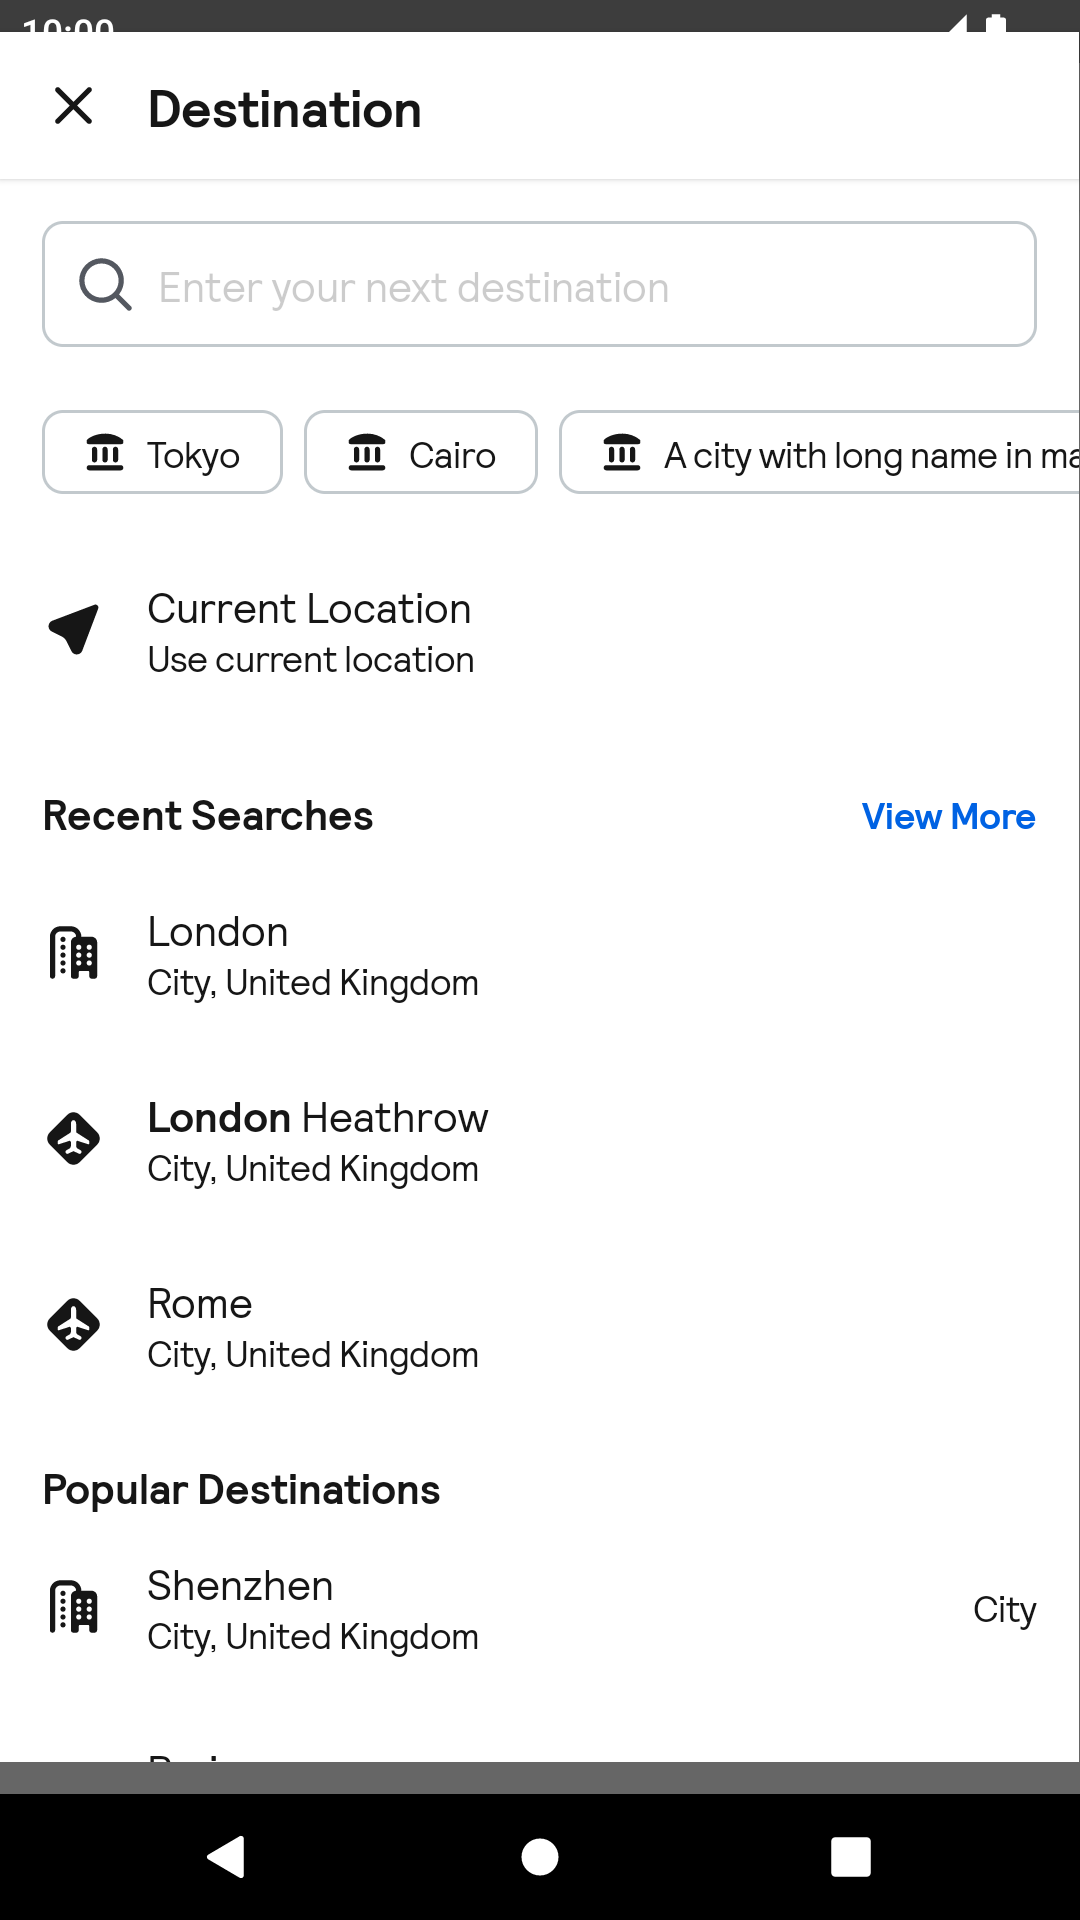 10:00
Destination
Enter your next destination
Tokyo
Cairo
A city with long name in
Current Location
Use current location
Recent Searches
View More
London
City, United Kingdom
London Heathrow
City, United Kingdom
Rome
City, United Kingdom
Popular Destinations
Shenzhen
City, United Kingdom
City